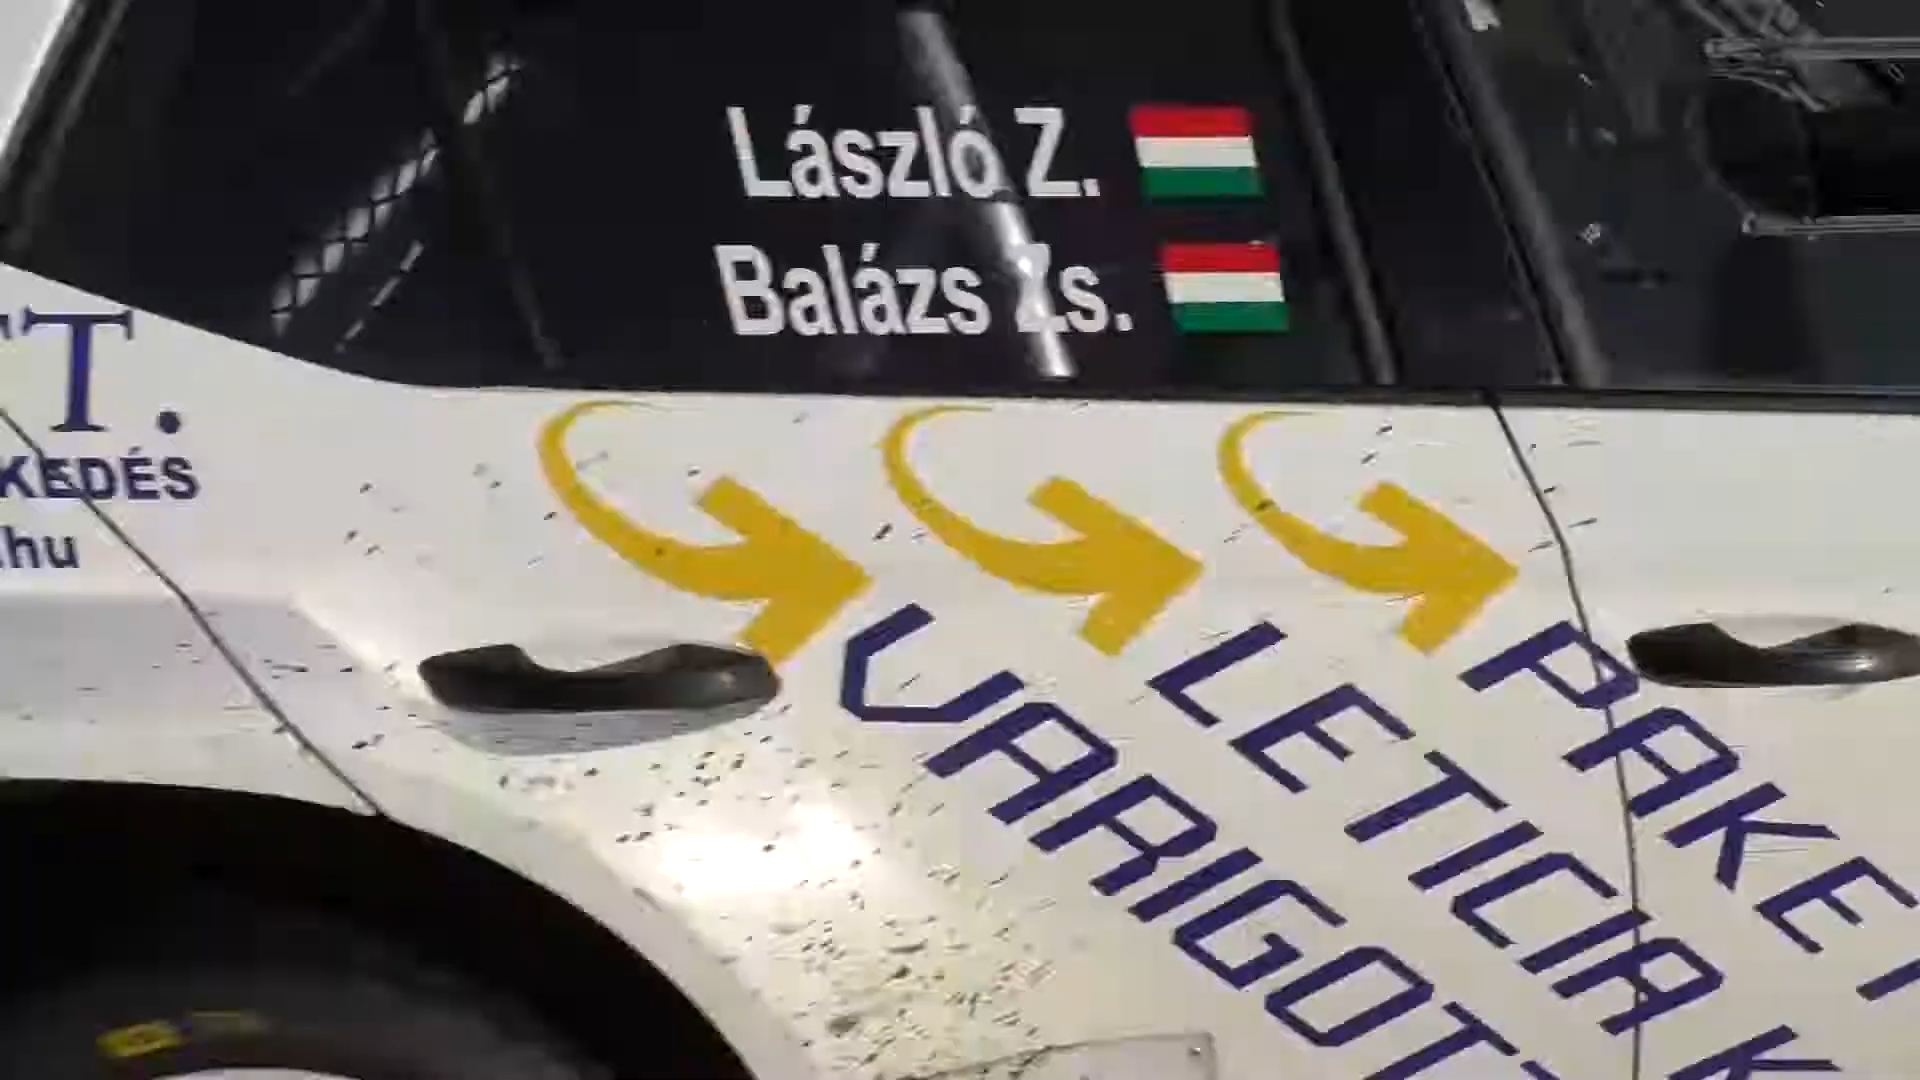 László Z.
Balázs Zs.
T.
KEDÉS
.hu
VARIGOT
LETICIA K
PAKET